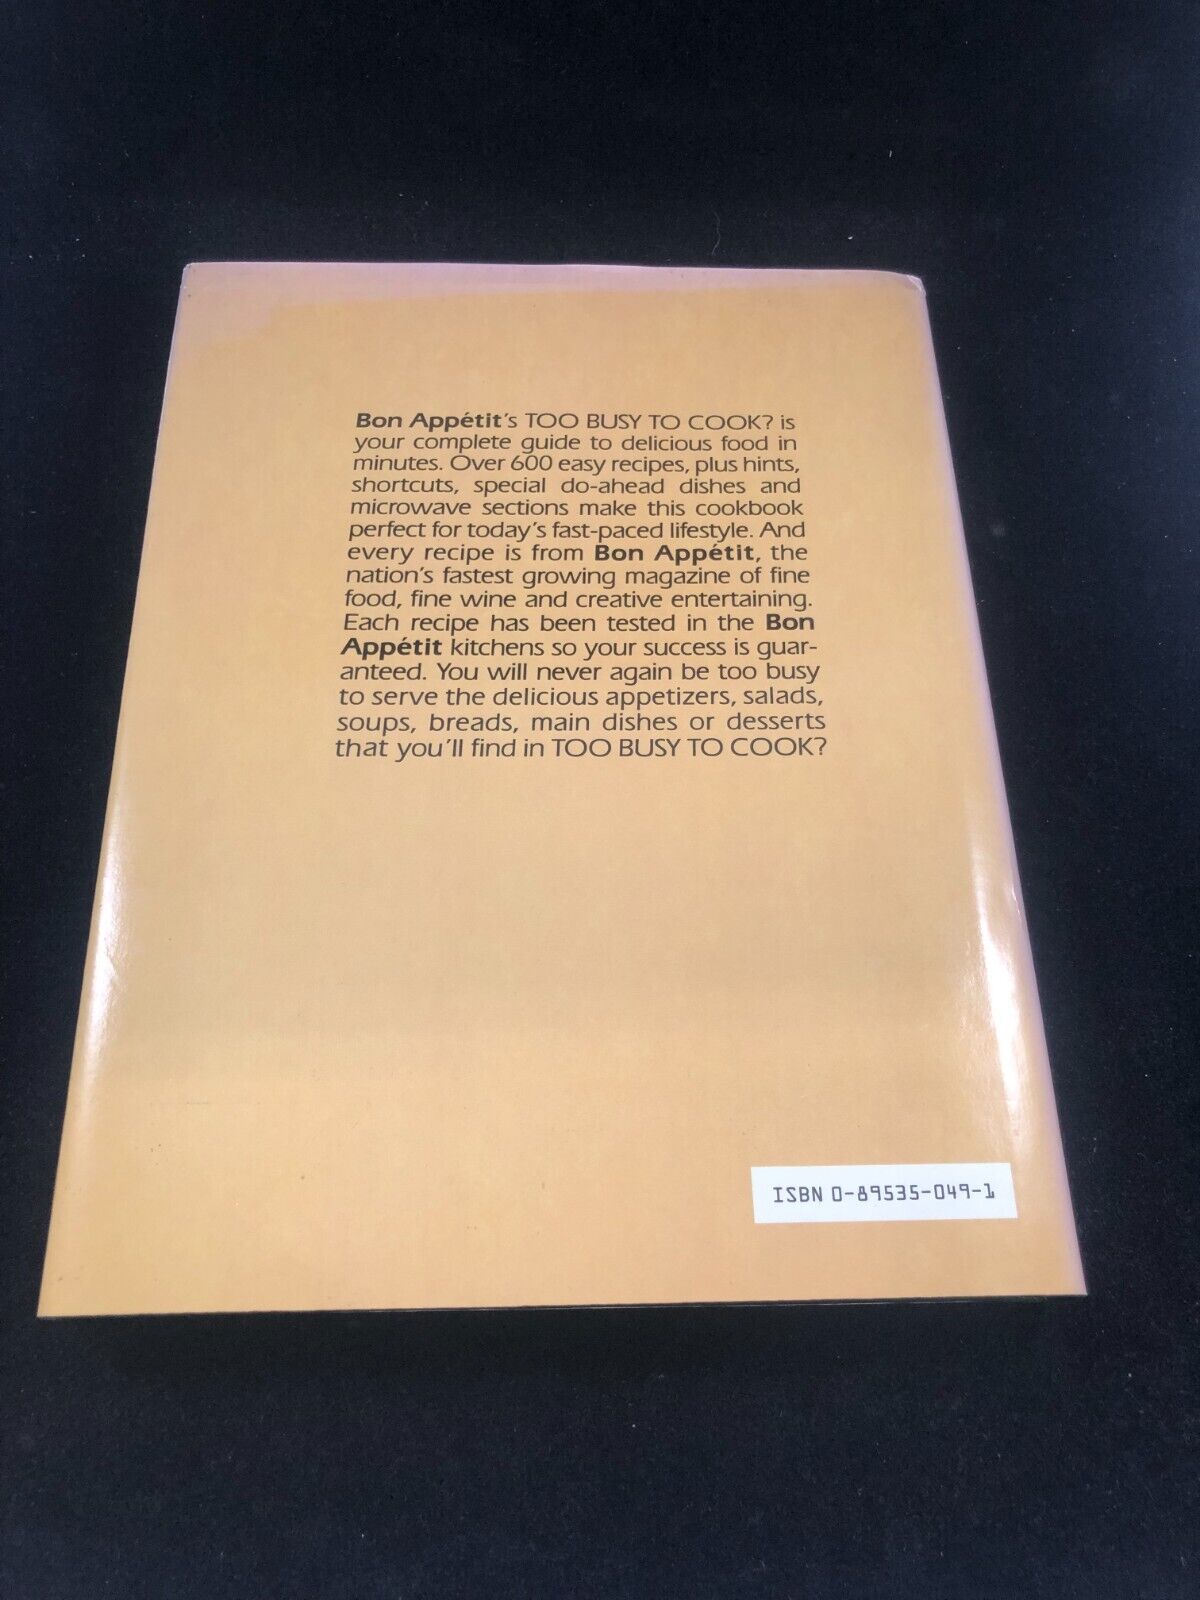 Bon Appétit's TOO BUSY TO COOK? is
your complete guide to delicious food in
minutes. Over 600 easy recipes, plus hints,
shortcuts, special do-ahead dishes and
microwave sections make this cookbook
perfect for today's fast-paced lifestyle. And
every recipe is from Bon Appétit, the
nation's fastest growing magazine of fine
food, fine wine and creative entertaining.
Each recipe has been tested in the Bon
Appétit kitchens so your success is guar-
anteed. You will never again be too busy
to serve the delicious appetizers, salads,
soups, breads, main dishes or desserts
that you'll find in TOO BUSY TO COOK?
ISBN 0-89535-049-1